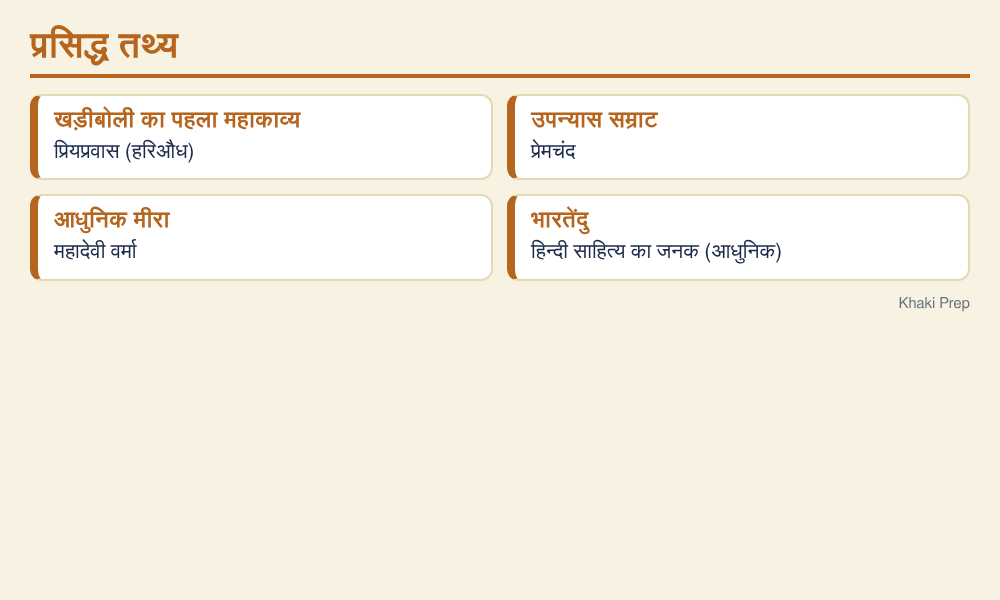 प्रसिद्ध तथ्य
खड़ीबोली का पहला महाकाव्य
प्रियप्रवास (हरिऔध)
उपन्यास सम्राट
प्रेमचंद
आधुनिक मीरा
महादेवी वर्मा
भारतेंदु
हिन्दी साहित्य का जनक (आधुनिक)
Khaki Prep